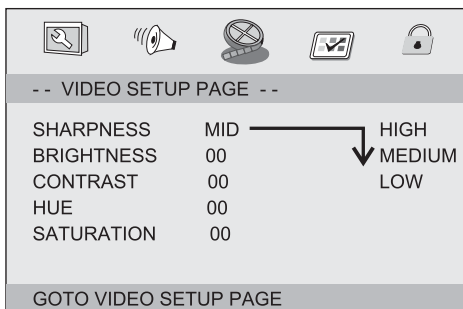 -- VIDEO SETUP PAGE --
SHARPNESS MID HIGH
BRIGHTNESS 00 MEDIUM
CONTRAST 00 LOW
HUE 00
SATURATION 00
GOTO VIDEO SETUP PAGE